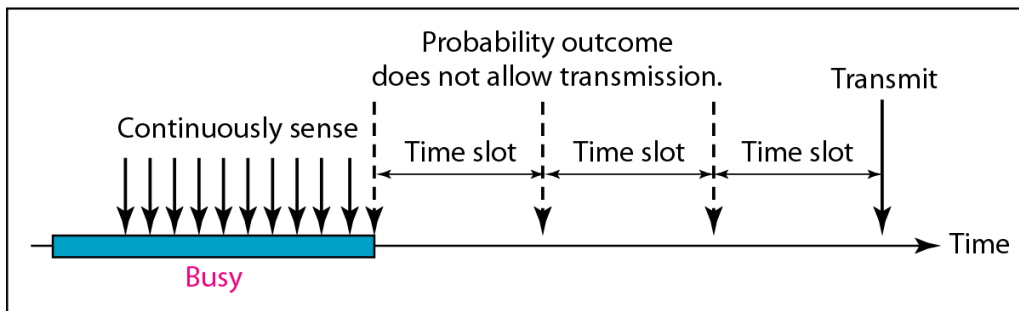 Probability outcome
does not allow transmission.
Transmit
Continuously sense
Time slot
Time slot
Time slot
Time
Busy